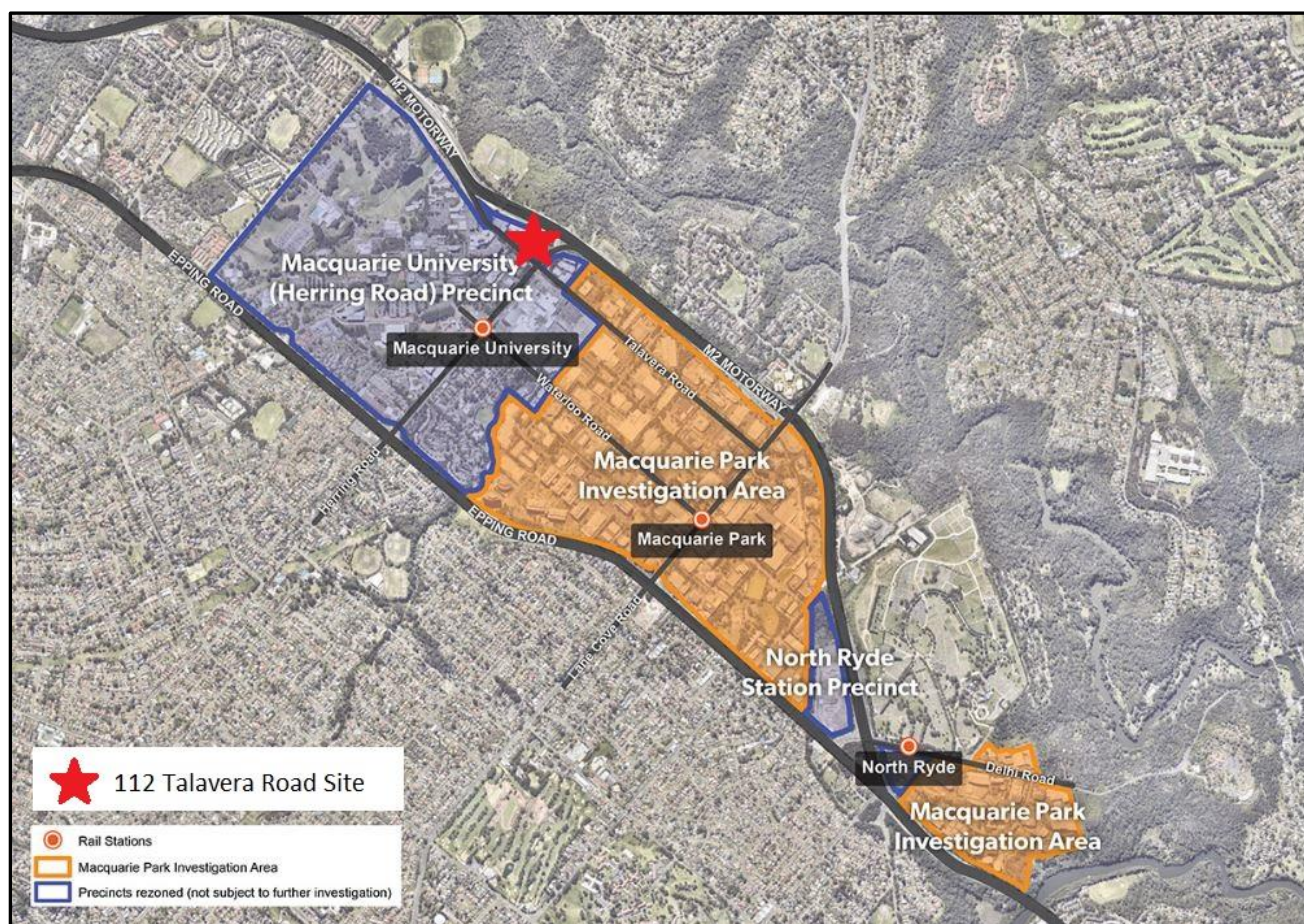 M2 MOTORWAY
EPPING ROAD
Macquarie University
(Herring Road) Precinct
Macquarie University
Talavera Road
M2 MOTORWAY
Waterloo Road
Macquarie Park
Investigation Area
Herring Road
EPPING ROAD
Macquarie Park
Lane Cove Road
North Ryde
Station Precinct
North Ryde
Delhi Road
Macquarie Park
Investigation Area
112 Talavera Road Site
Rail Stations
Macquarie Park Investigation Area
Precincts rezoned (not subject to further investigation)